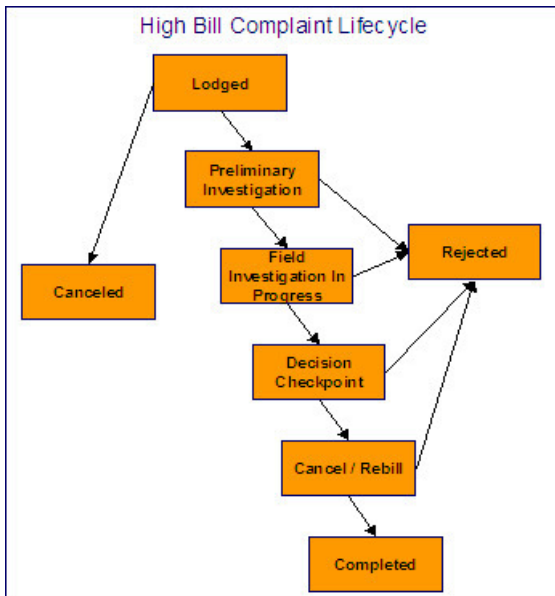 High Bill Complaint Lifecycle
Lodged
Preliminary
Investigation
Field
Investigation In
Progress
Rejected
Canceled
Decision
Checkpoint
Cancel / Rebill
Completed